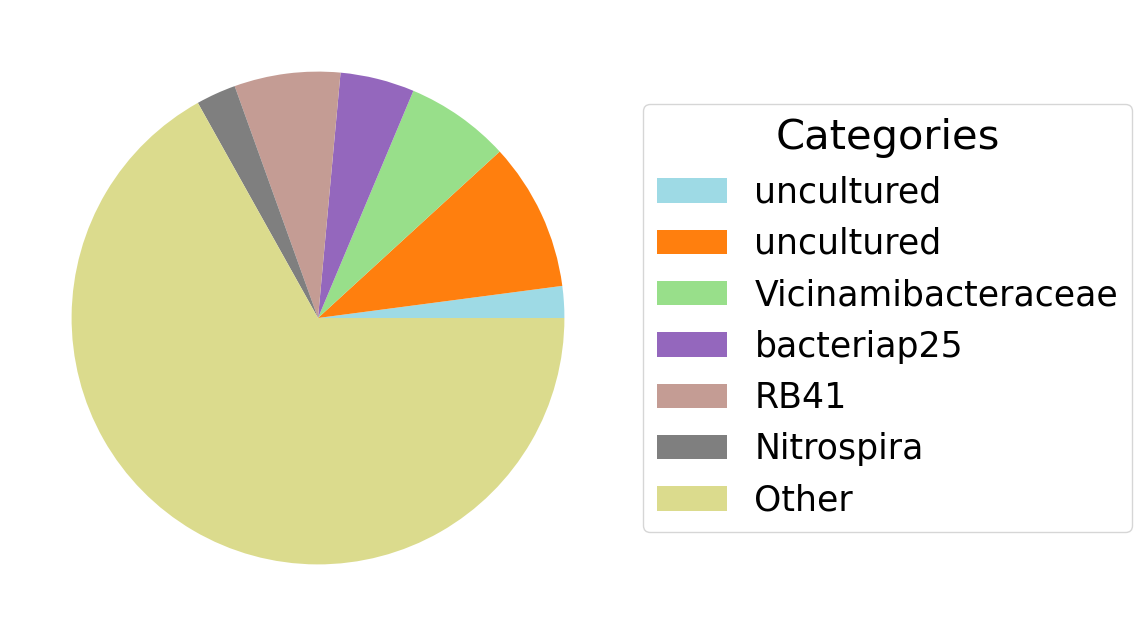 Categories
uncultured
uncultured
Vicinamibacteraceae
bacteriap25
RB41
Nitrospira
Other